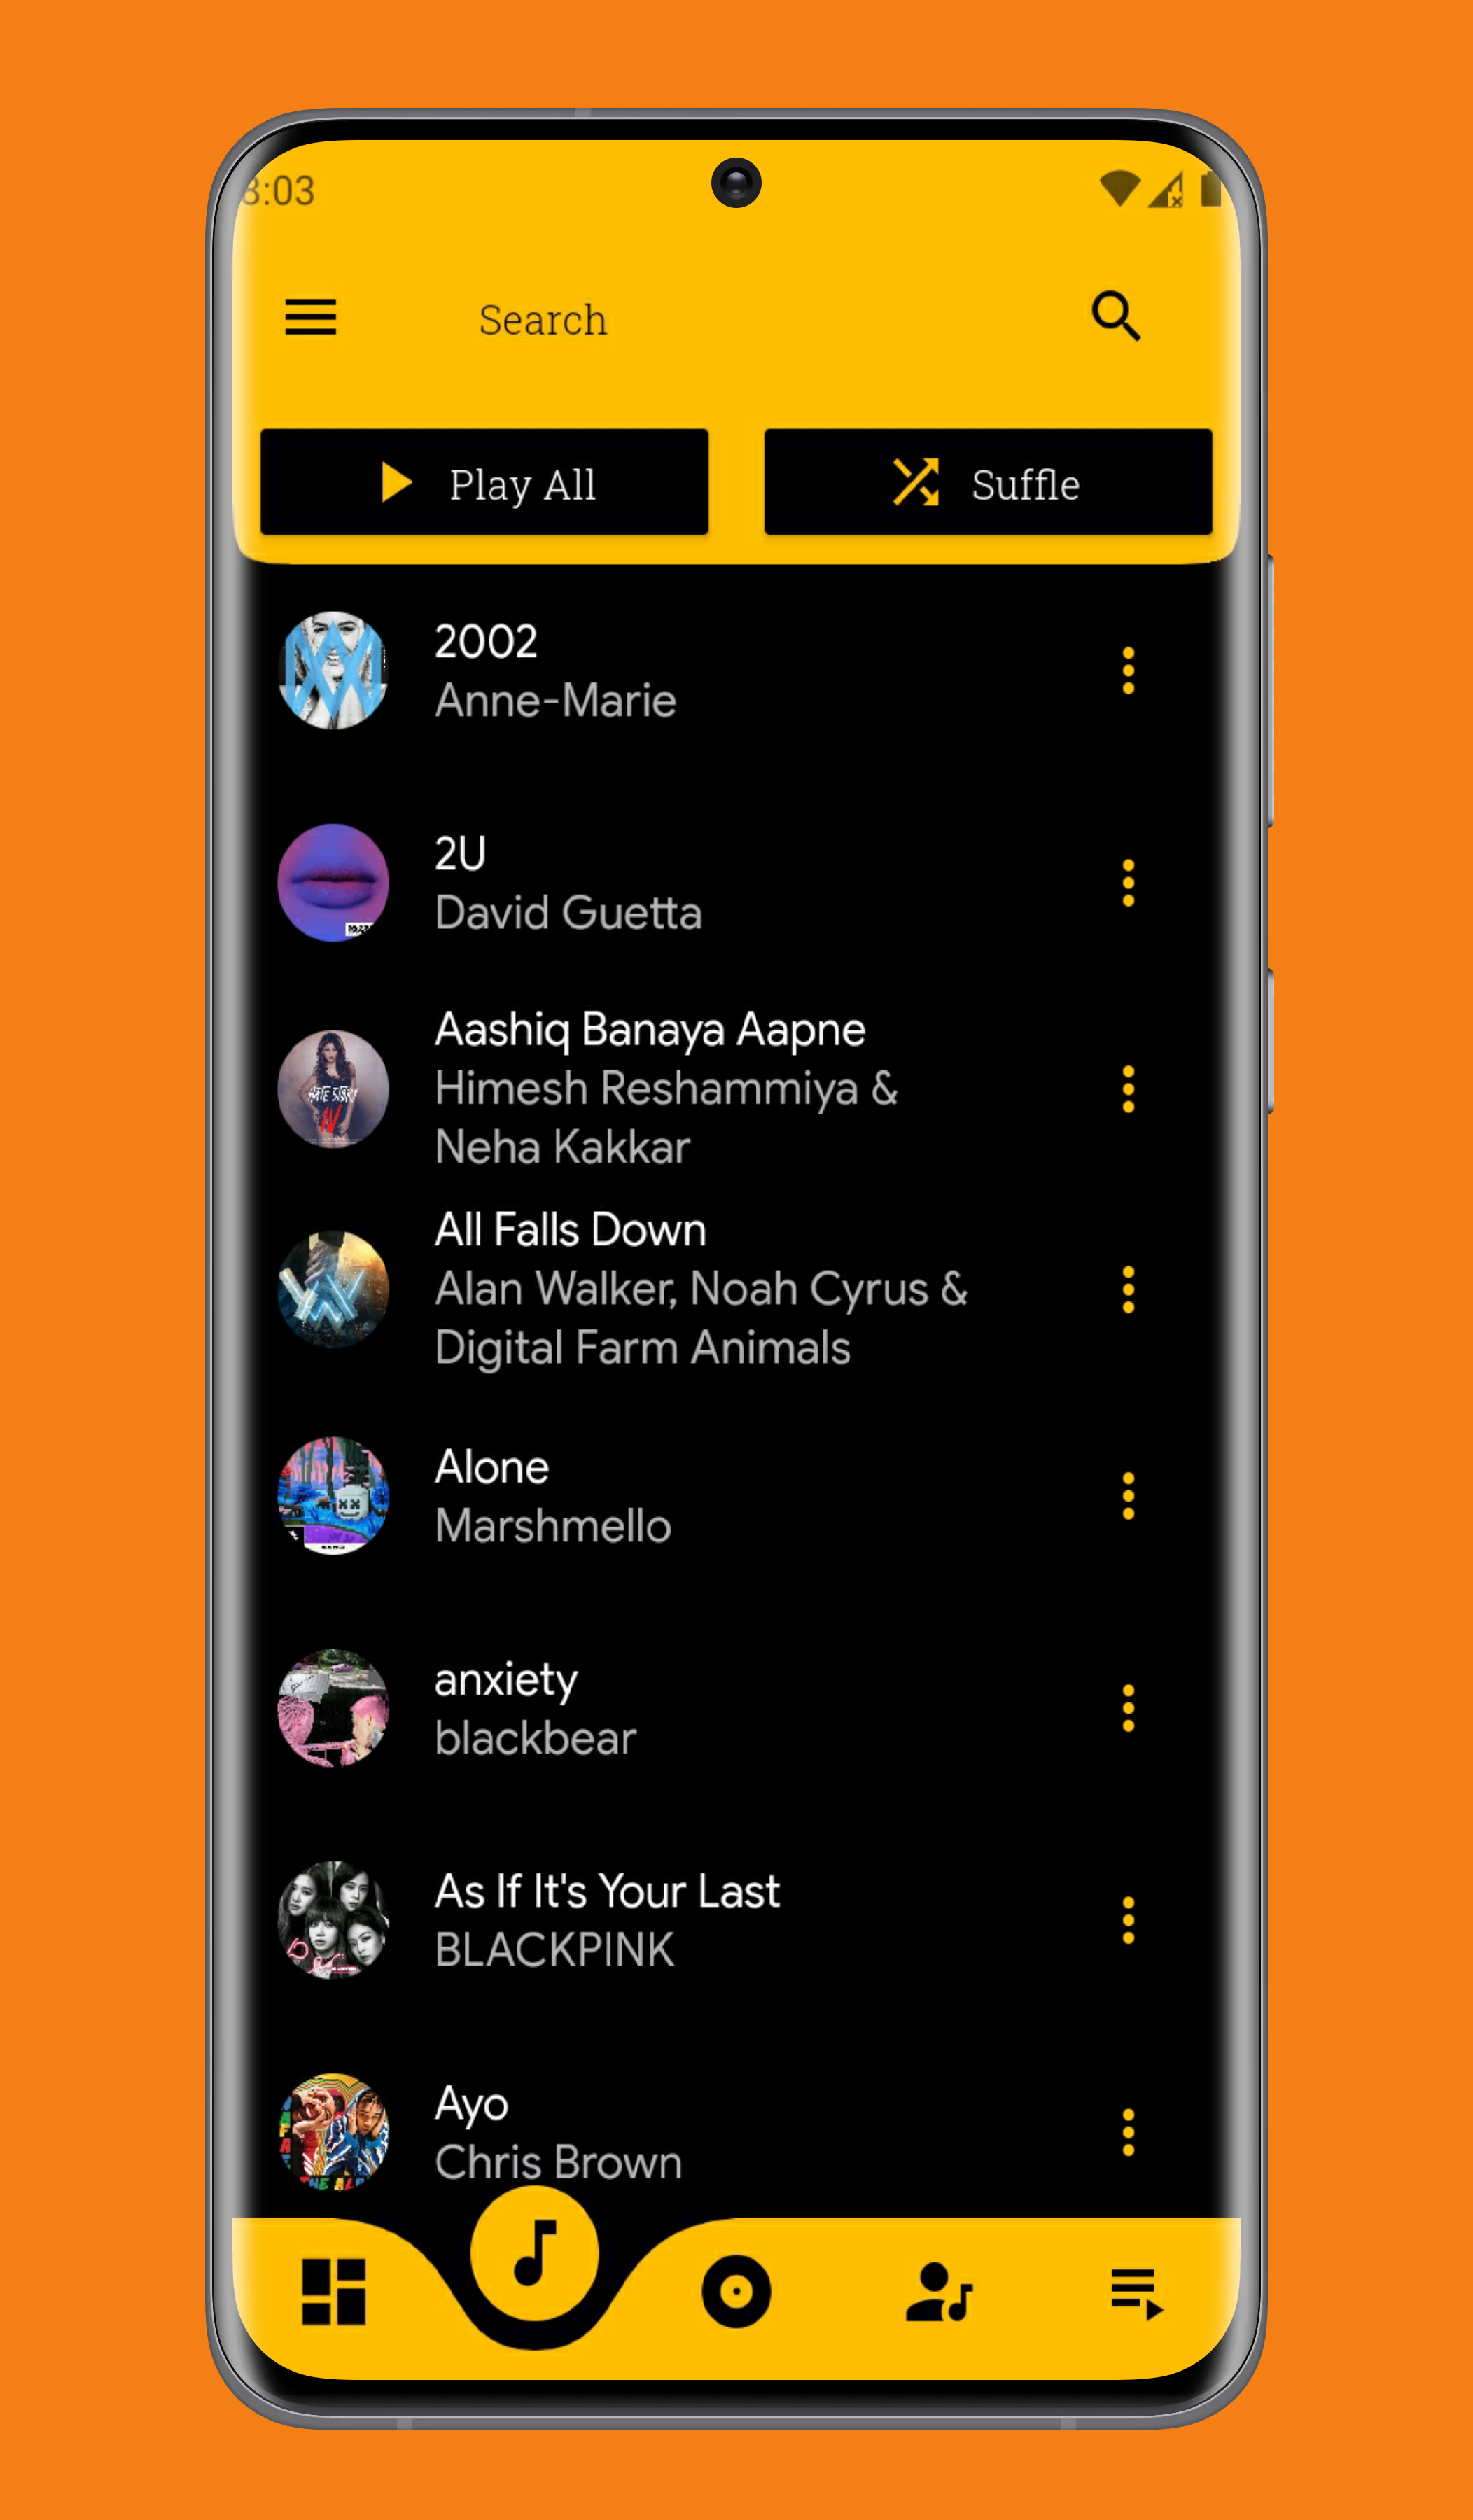 :03
Search
Play All
Suffle
2002
Anne-Marie
2U
David Guetta
Aashiq Banaya Aapne
Himesh Reshammiya &
Neha Kakkar
All Falls Down
Alan Walker, Noah Cyrus &
Digital Farm Animals
Alone
Marshmello
anxiety
blackbear
As If It's Your Last
BLACKPINK
Ayo
Chris Brown